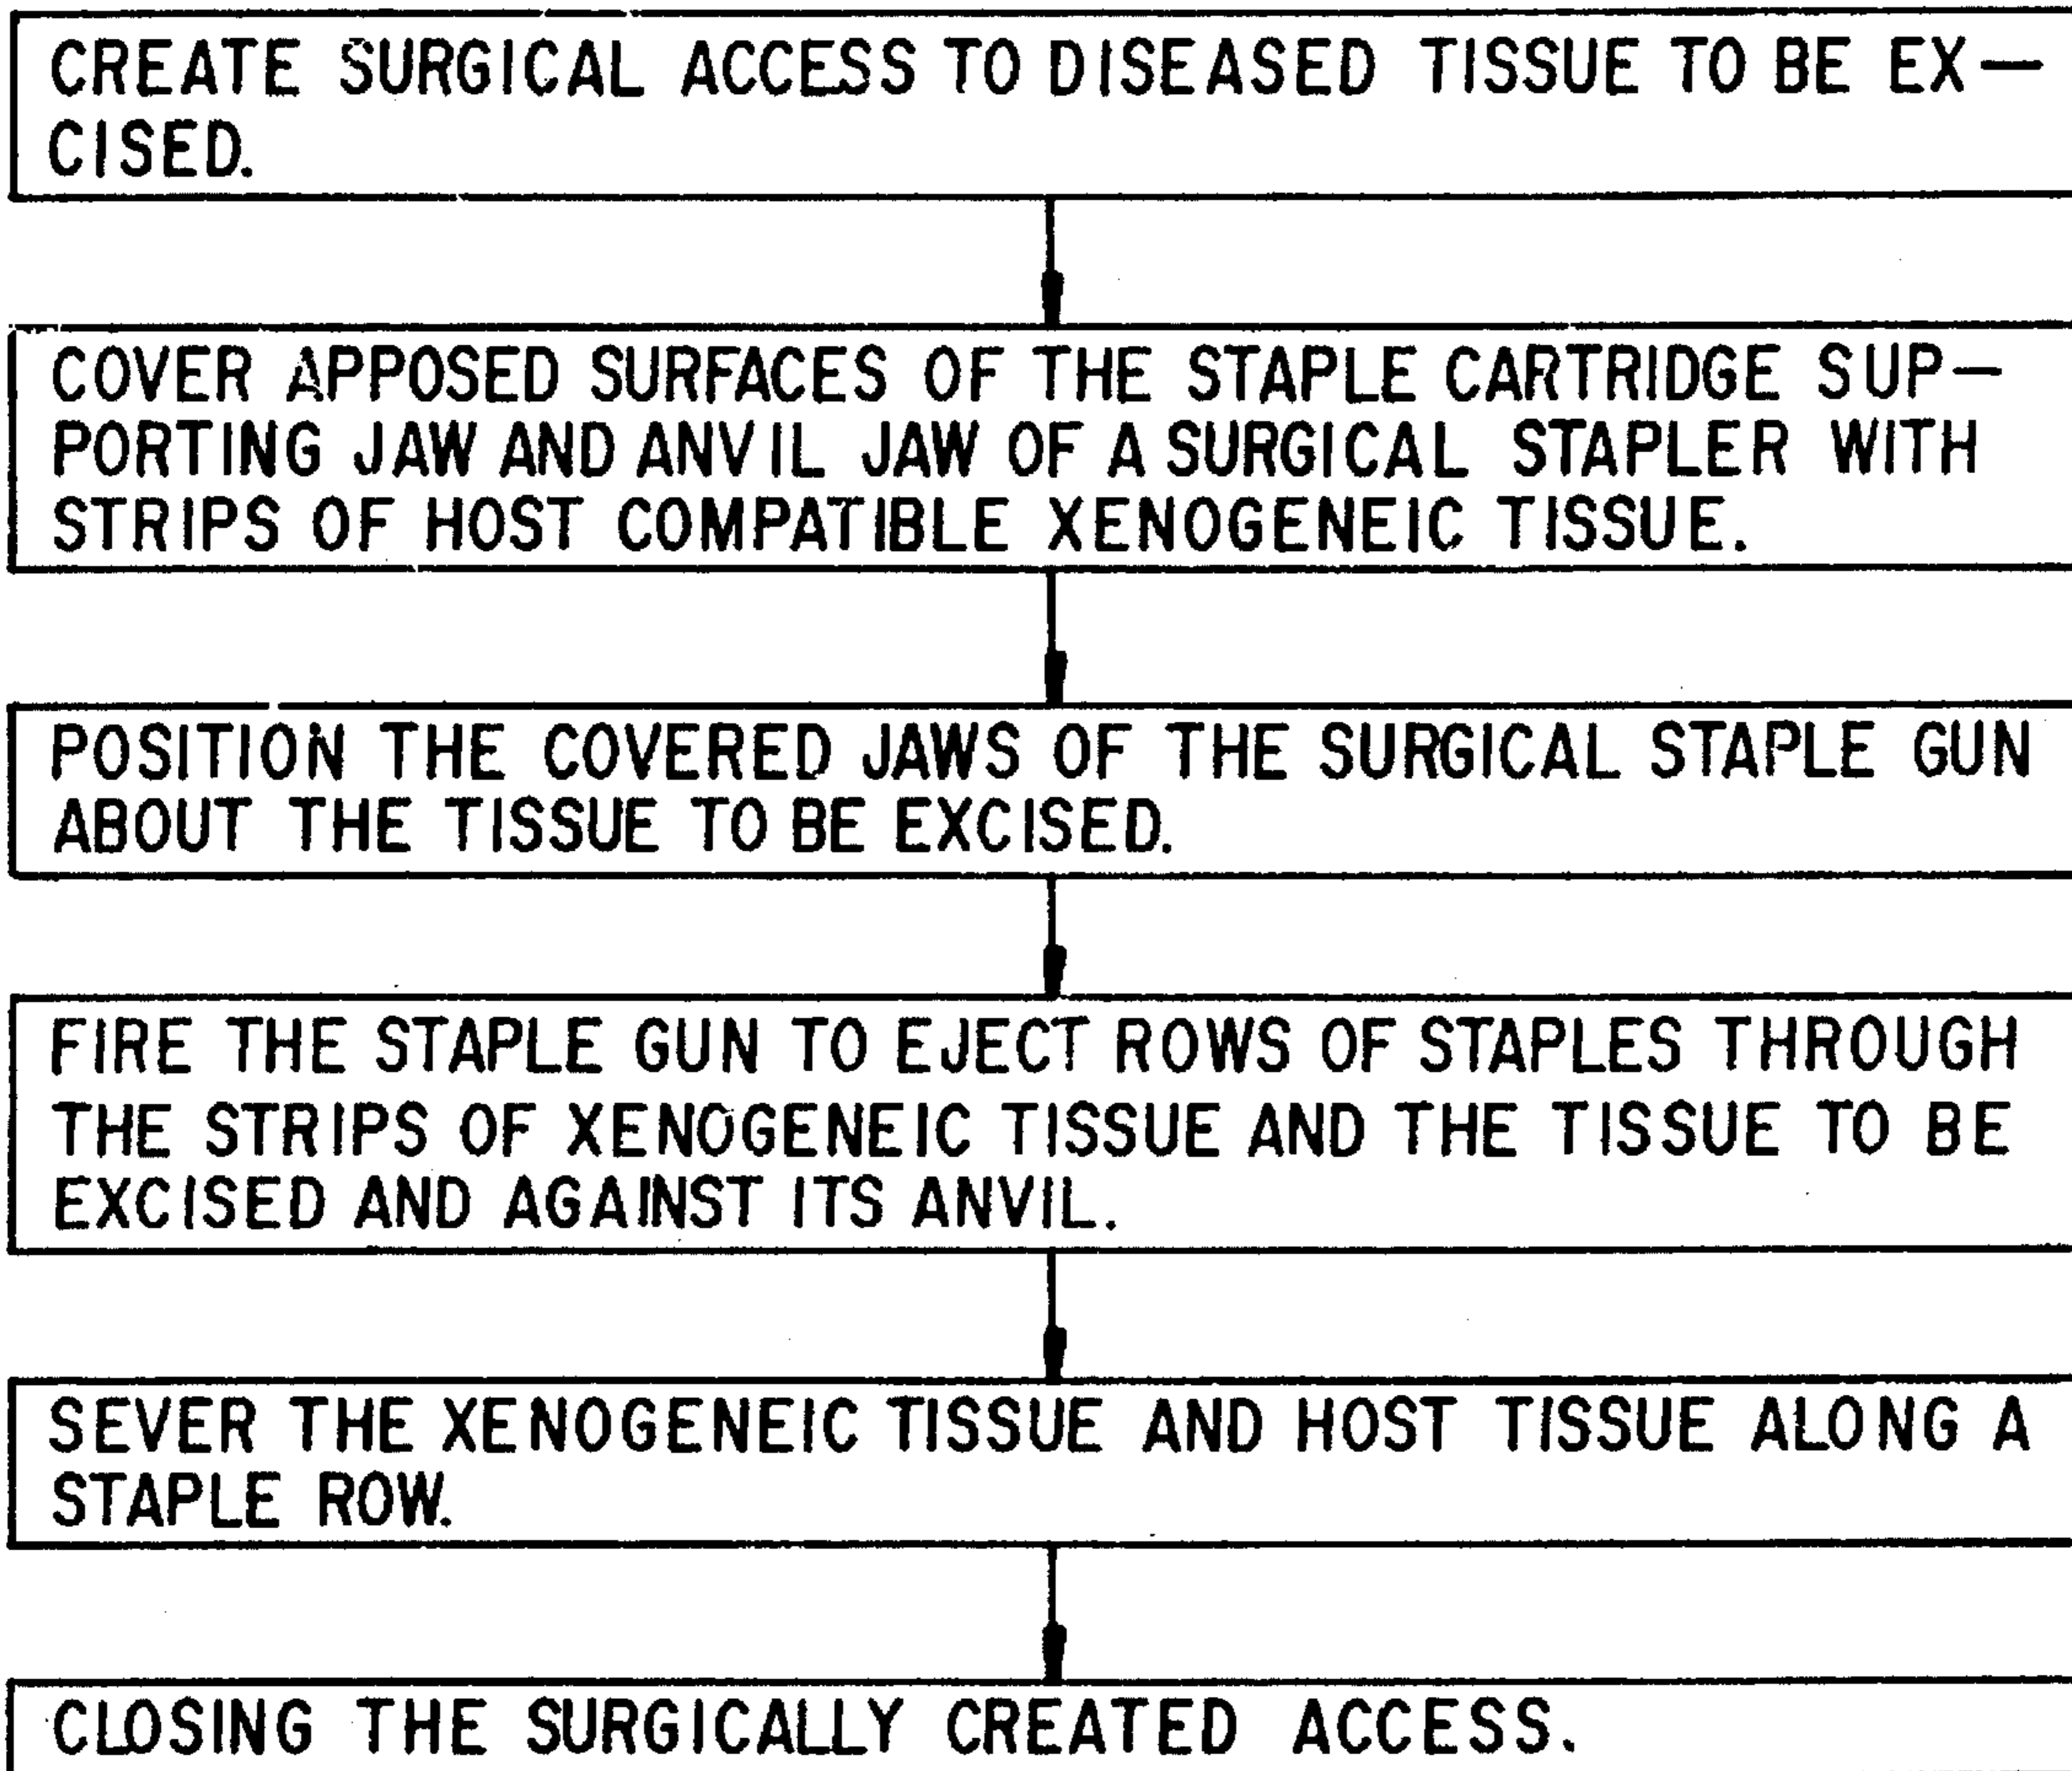 CREATE SURGICAL ACCESS TO DISEASED TISSUE TO BE EX—
CISED.
COVER APPOSED SURFACES OF THE STAPLE CARTRIDGE SUP—
PORTING JAW AND ANVIL JAW OF A SURGICAL STAPLER WITH
STRIPS OF HOST COMPATIBLE XENOGENEIC TISSUE.
POSITION THE COVERED JAWS OF THE SURGICAL STAPLE GUN
ABOUT THE TISSUE TO BE EXCISED.
FIRE THE STAPLE GUN TO EJECT ROWS OF STAPLES THROUGH
THE STRIPS OF XENOGENEIC TISSUE AND THE TISSUE TO BE
EXCISED AND AGAINST ITS ANVIL.
SEVER THE XENOGENEIC TISSUE AND HOST TISSUE ALONG A
STAPLE ROW.
CLOSING THE SURGICALLY CREATED ACCESS.